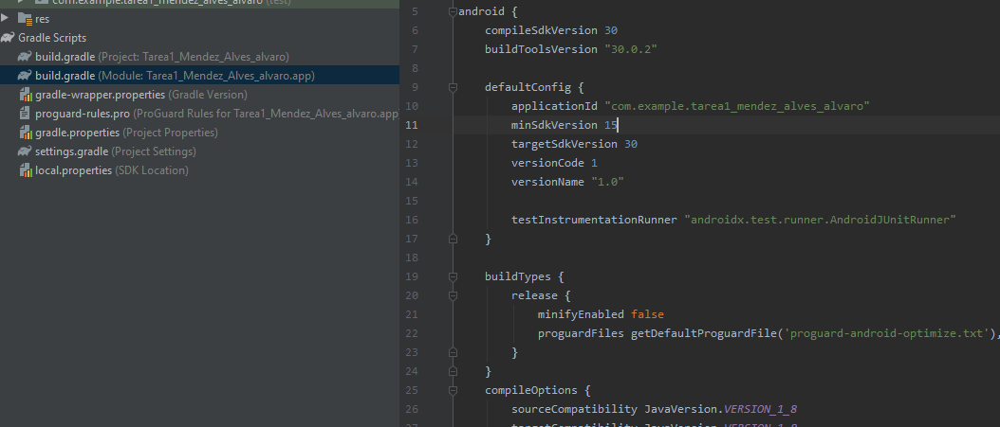 com.example.tarea1_mendez_alves_alvaro (test)
res
Gradle Scripts
build.gradle (Project: Tarea1_Mendez_Alves_alvaro)
build.gradle (Module: Tarea1_Mendez_Alves_alvaro.app)
gradle-wrapper.properties (Gradle Version)
proguard-rules.pro (ProGuard Rules for Tarea1_Mendez_Alves_alvaro.app
gradle.properties (Project Properties)
settings.gradle (Project Settings)
local.properties (SDK Location)
5 android {
6 compileSdkVersion 30
7 buildToolsVersion "30.0.2"
8
9 defaultConfig {
10 applicationId "com.example.tarea1_mendez_alves_alvaro"
11 minSdkVersion 15
12 targetSdkVersion 30
13 versionCode 1
14 versionName "1.0"
15
16 testInstrumentationRunner "androidx.test.runner.AndroidJUnitRunner"
17 }
18
19 buildTypes {
20 release {
21 minifyEnabled false
22 proguardFiles getDefaultProguardFile('proguard-android-optimize.txt'),
23 }
24 }
25 compileOptions {
26 sourceCompatibility JavaVersion.VERSION_1_8
27 targetCompatibility JavaVersion.VERSION_1_8